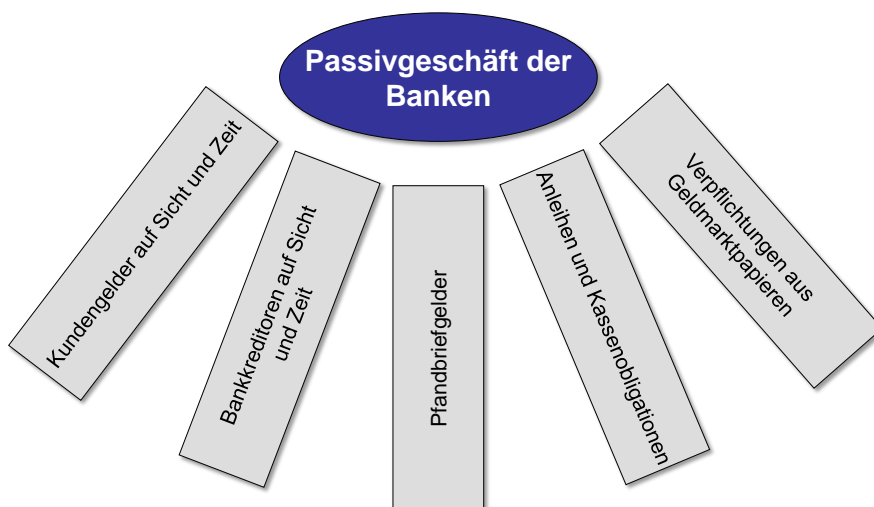 Passivgeschäft der
Banken
Kundengelder auf Sicht und Zeit
Bankkreditoren auf Sicht
und Zeit
Pfandbriefgelder
Anleihen und Kassenobligationen
Verpflichtungen aus
Geldmarktpapieren